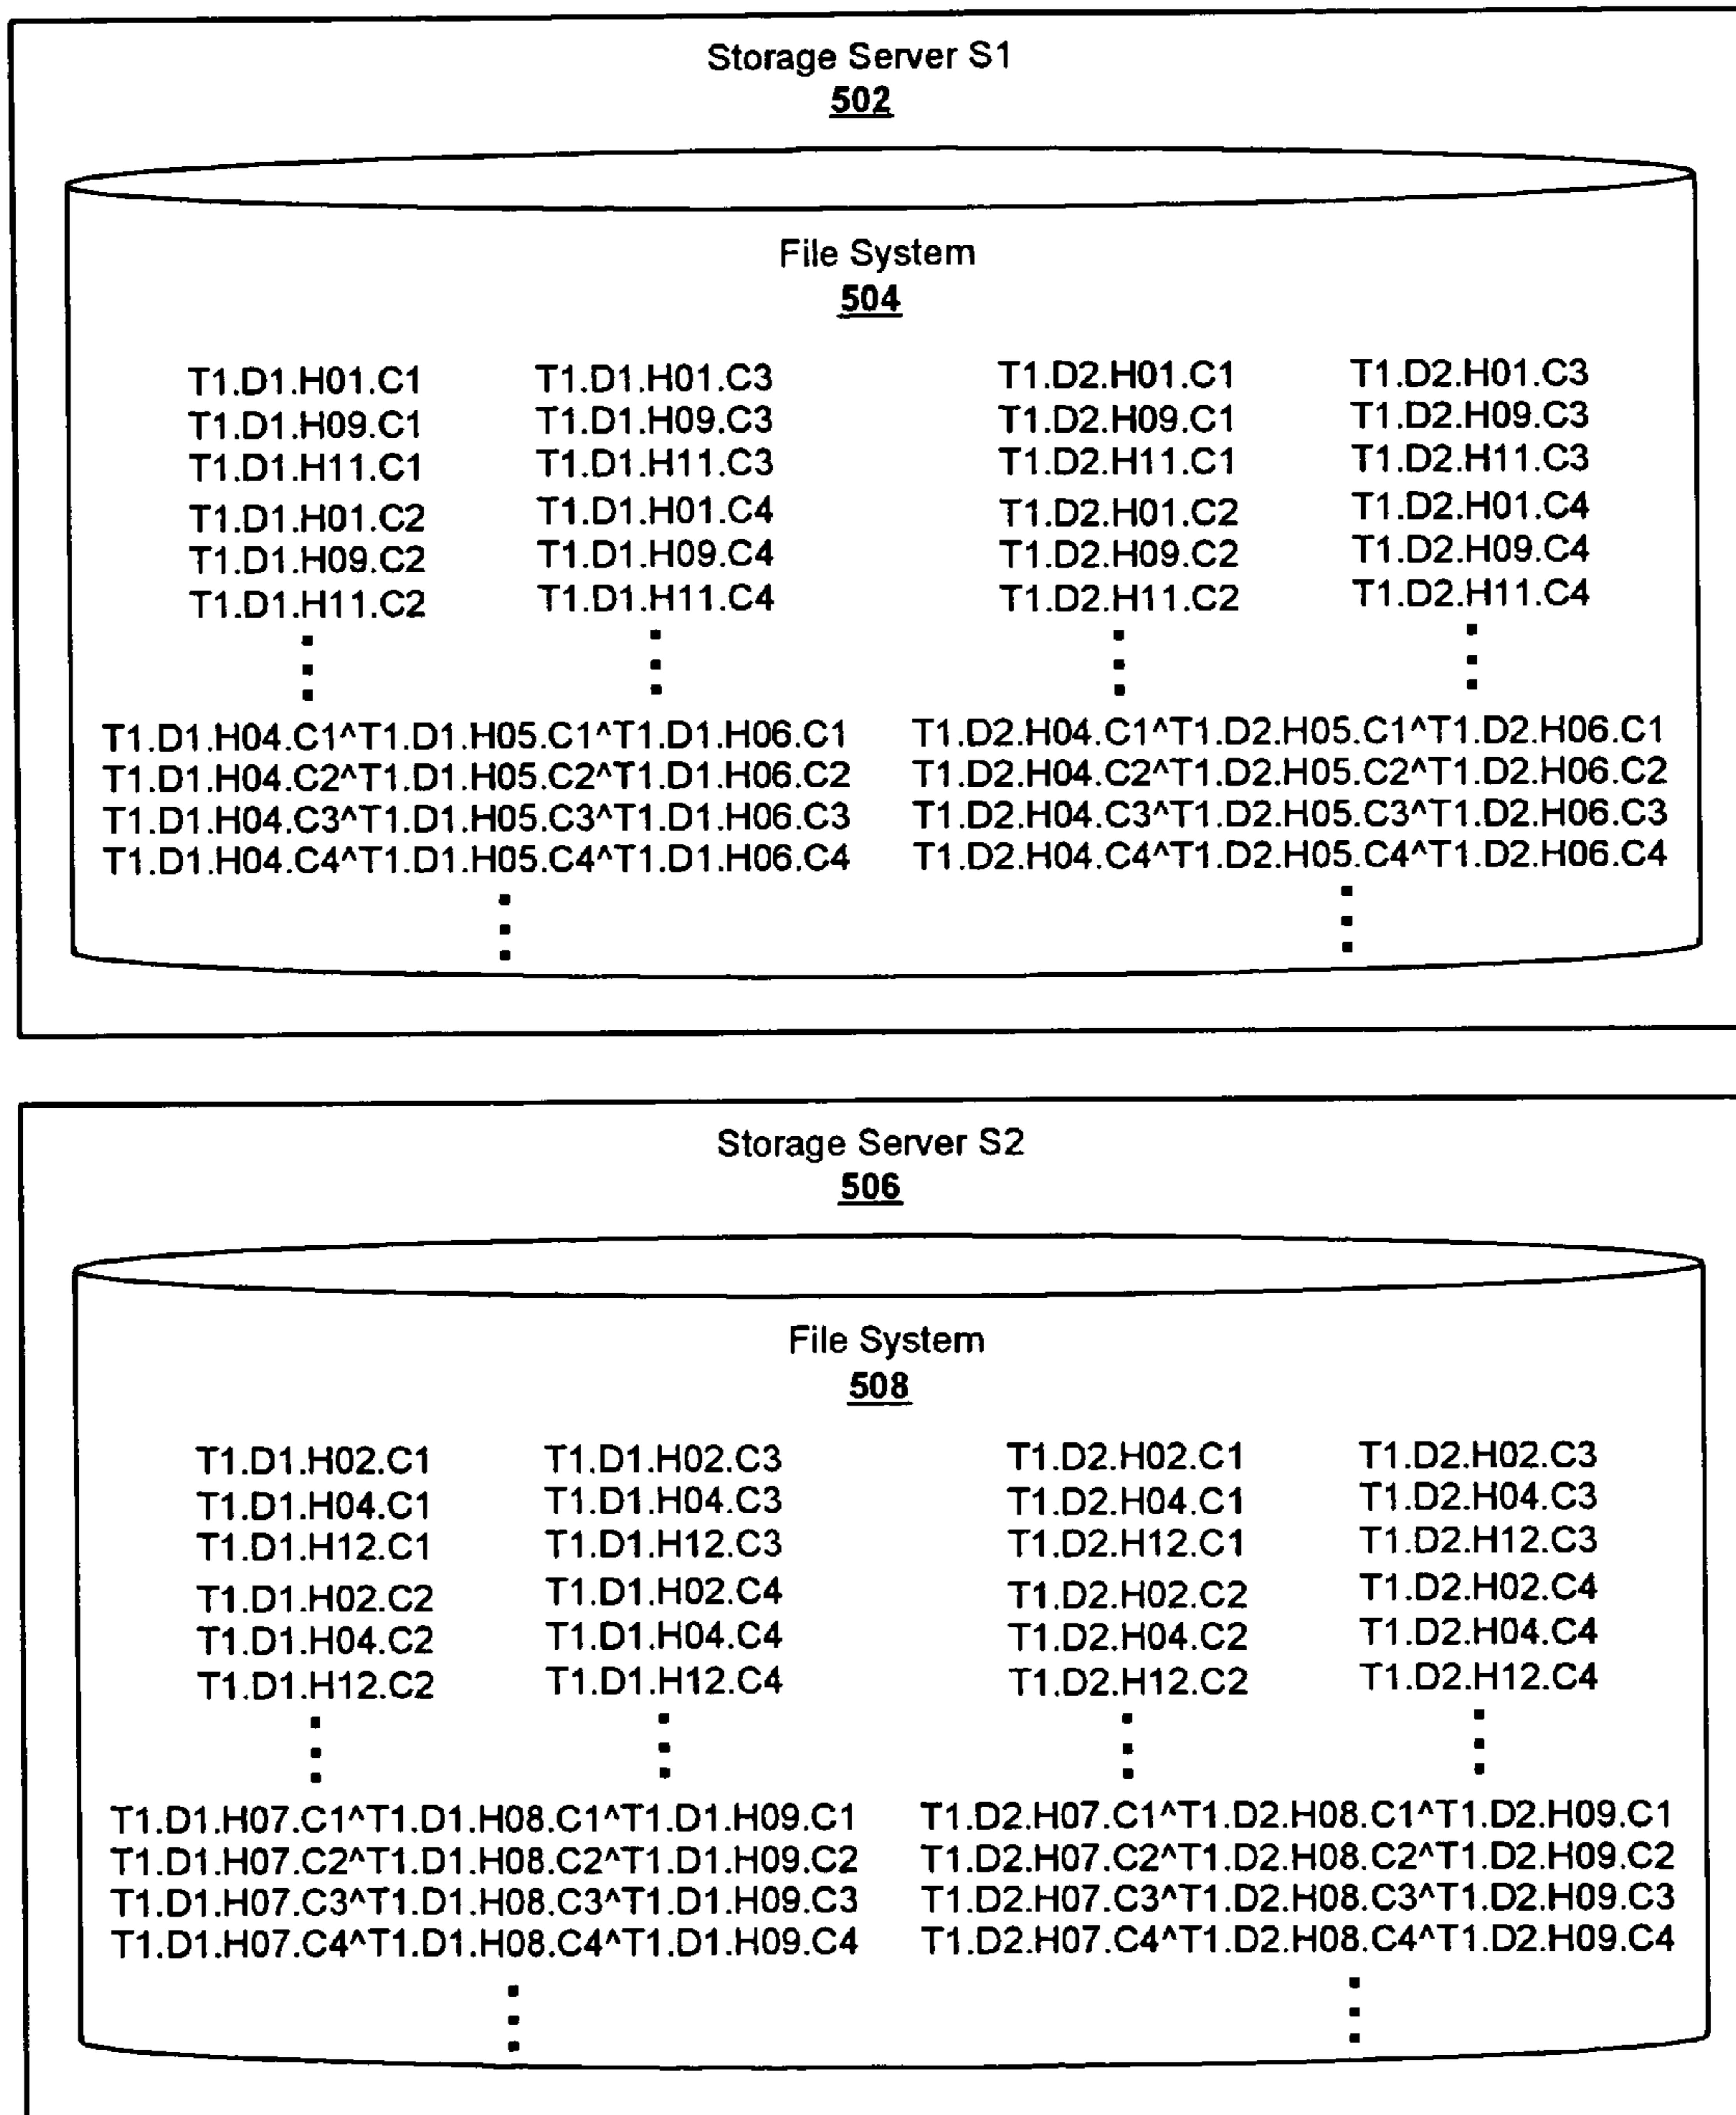 Storage Server S1
502
File System
504
T1.D1.H01.C1 T1.D1.H01.C3 T1.D2.H01.C1 T1.D2.H01.C3
T1.D1.H09.C1 T1.D1.H09.C3 T1.D2.H09.C1 T1.D2.H09.C3
T1.D1.H11.C1 T1.D1.H11.C3 T1.D2.H11.C1 T1.D2.H11.C3
T1.D1.H01.C2 T1.D1.H01.C4 T1.D2.H01.C2 T1.D2.H01.C4
T1.D1.H09.C2 T1.D1.H09.C4 T1.D2.H09.C2 T1.D2.H09.C4
T1.D1.H11.C2 T1.D1.H11.C4 T1.D2.H11.C2 T1.D2.H11.C4
T1.D1.H04.C1^T1.D1.H05.C1^T1.D1.H06.C1 T1.D2.H04.C1^T1.D2.H05.C1^T1.D2.H06.C1
T1.D1.H04.C2^T1.D1.H05.C2^T1.D1.H06.C2 T1.D2.H04.C2^T1.D2.H05.C2^T1.D2.H06.C2
T1.D1.H04.C3^T1.D1.H05.C3^T1.D1.H06.C3 T1.D2.H04.C3^T1.D2.H05.C3^T1.D2.H06.C3
T1.D1.H04.C4^T1.D1.H05.C4^T1.D1.H06.C4 T1.D2.H04.C4^T1.D2.H05.C4^T1.D2.H06.C4
Storage Server S2
506
File System
508
T1.D1.H02.C1 T1.D1.H02.C3 T1.D2.H02.C1 T1.D2.H02.C3
T1.D1.H04.C1 T1.D1.H04.C3 T1.D2.H04.C1 T1.D2.H04.C3
T1.D1.H12.C1 T1.D1.H12.C3 T1.D2.H12.C1 T1.D2.H12.C3
T1.D1.H02.C2 T1.D1.H02.C4 T1.D2.H02.C2 T1.D2.H02.C4
T1.D1.H04.C2 T1.D1.H04.C4 T1.D2.H04.C2 T1.D2.H04.C4
T1.D1.H12.C2 T1.D1.H12.C4 T1.D2.H12.C2 T1.D2.H12.C4
T1.D1.H07.C1^T1.D1.H08.C1^T1.D1.H09.C1 T1.D2.H07.C1^T1.D2.H08.C1^T1.D2.H09.C1
T1.D1.H07.C2^T1.D1.H08.C2^T1.D1.H09.C2 T1.D2.H07.C2^T1.D2.H08.C2^T1.D2.H09.C2
T1.D1.H07.C3^T1.D1.H08.C3^T1.D1.H09.C3 T1.D2.H07.C3^T1.D2.H08.C3^T1.D2.H09.C3
T1.D1.H07.C4^T1.D1.H08.C4^T1.D1.H09.C4 T1.D2.H07.C4^T1.D2.H08.C4^T1.D2.H09.C4